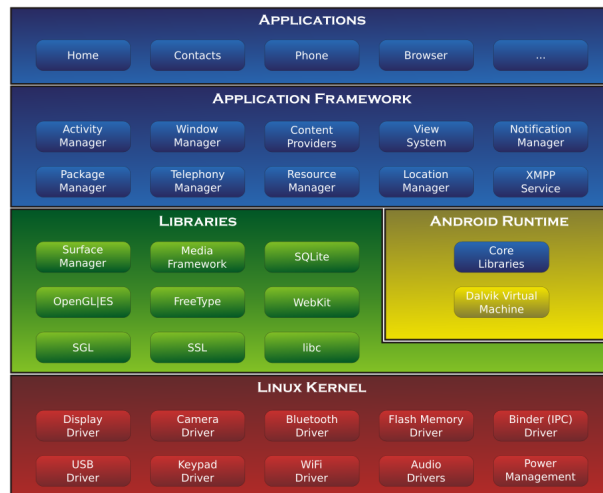 APPLICATIONS
Home Contacts Phone Browser ...
APPLICATION FRAMEWORK
Activity Manager
Window Manager
Content Providers
View System
Notification Manager
Package Manager
Telephony Manager
Resource Manager
Location Manager
XMPP Service
LIBRARIES
Surface Manager
Media Framework
SQLite
OpenGL|ES
FreeType
WebKit
SGL
SSL
libc
ANDROID RUNTIME
Core Libraries
Dalvik Virtual Machine
LINUX KERNEL
Display Driver
Camera Driver
Bluetooth Driver
Flash Memory Driver
Binder (IPC) Driver
USB Driver
Keypad Driver
WiFi Driver
Audio Drivers
Power Management